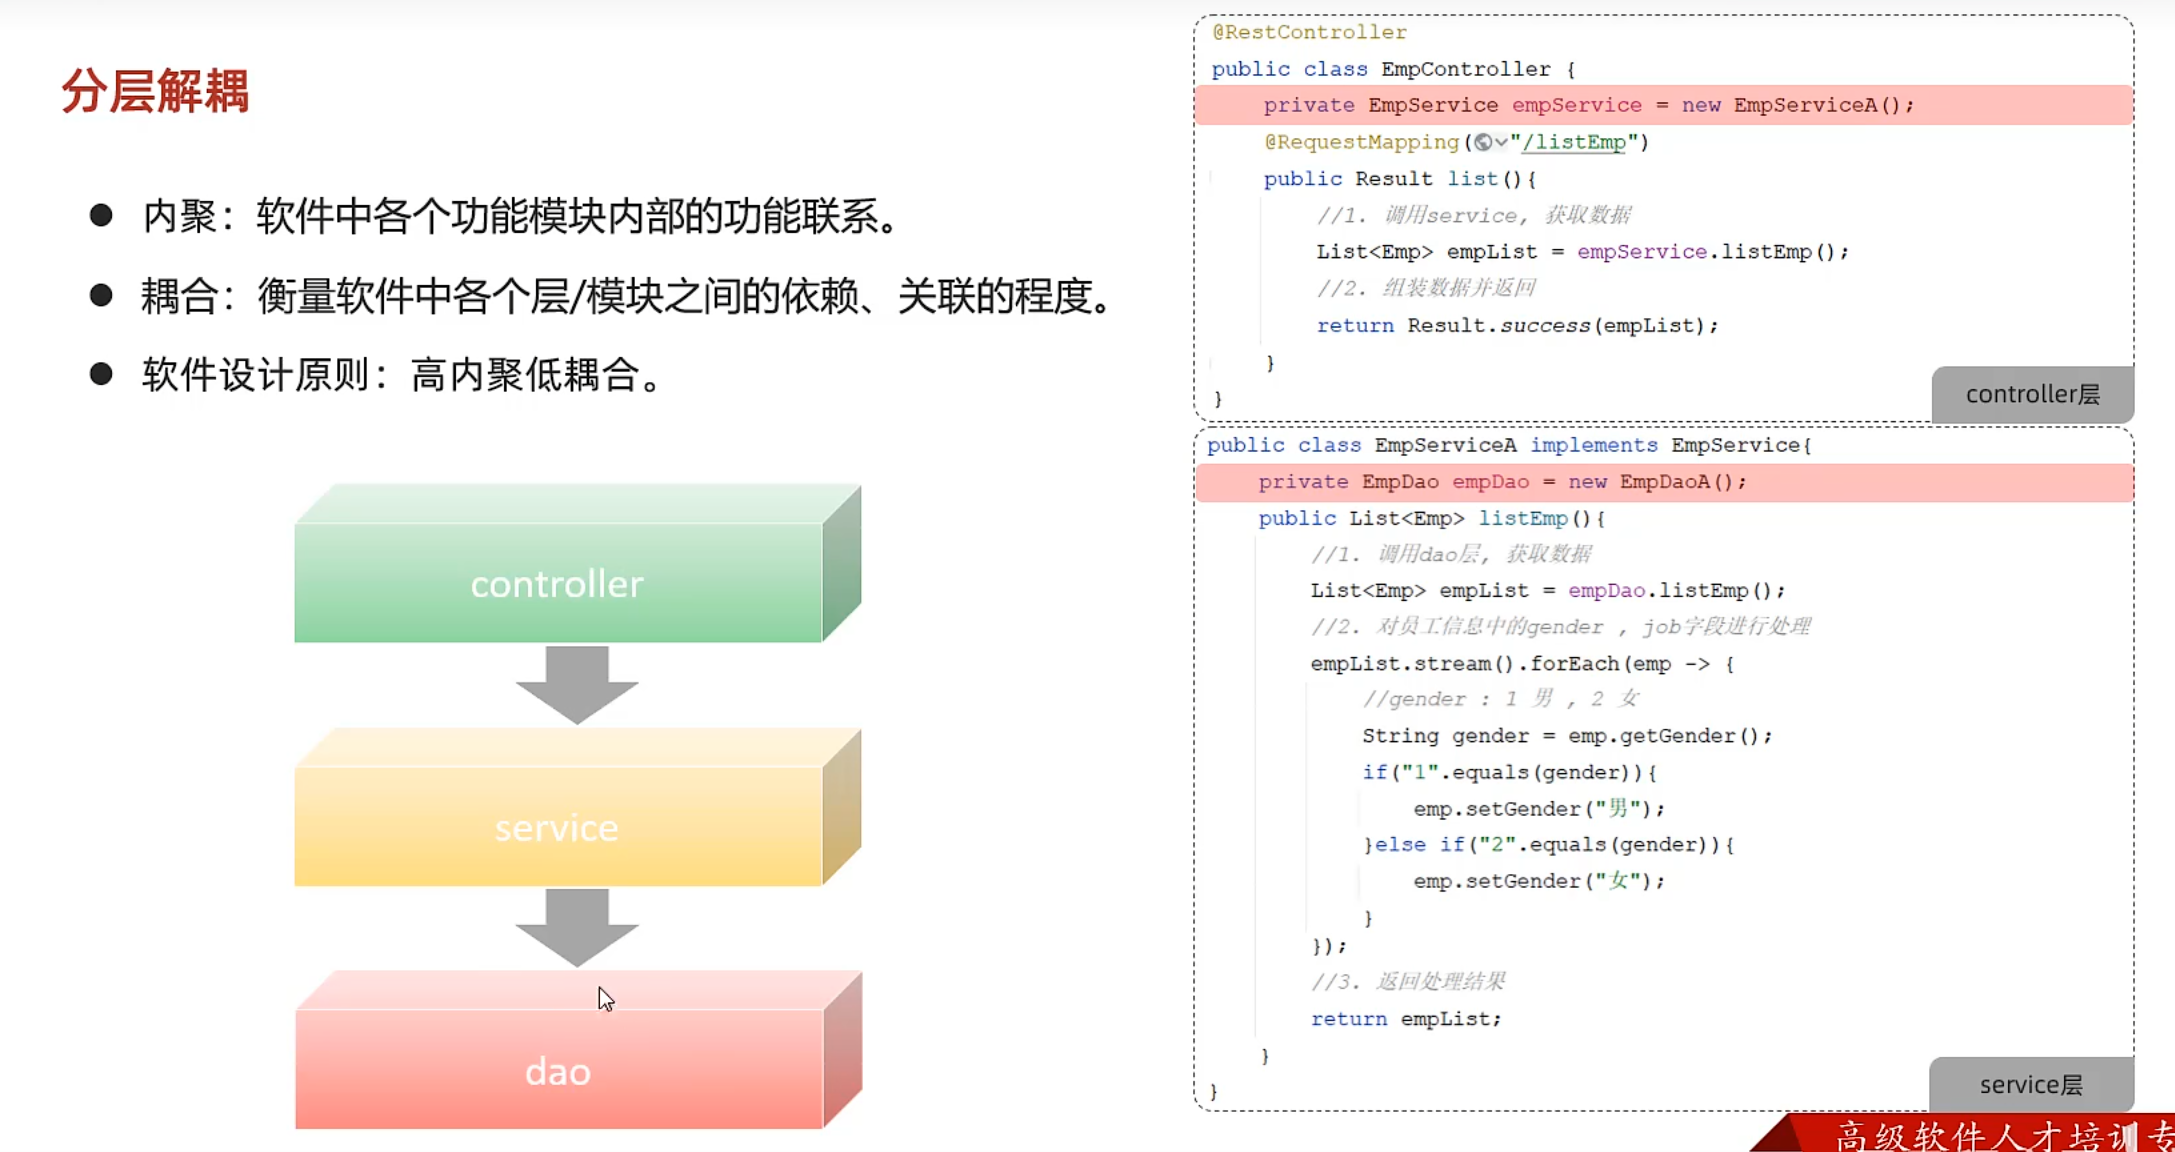 分层解耦
内聚：软件中各个功能模块内部的功能联系。
耦合：衡量软件中各个层/模块之间的依赖、关联的程度。
软件设计原则：高内聚低耦合。
controller
service
dao
@RestController
public class EmpController {
private EmpService empService = new EmpServiceA();
@RequestMapping("/listEmp")
public Result list(){
//1. 调用service, 获取数据
List<Emp> empList = empService.listEmp();
//2. 组装数据并返回
return Result.success(empList);
}
}
controller层
public class EmpServiceA implements EmpService{
private EmpDao empDao = new EmpDaoA();
public List<Emp> listEmp(){
//1. 调用dao层, 获取数据
List<Emp> empList = empDao.listEmp();
//2. 对员工信息中的gender , job字段进行处理
empList.stream().forEach(emp -> {
//gender : 1 男 , 2 女
String gender = emp.getGender();
if("1".equals(gender)){
emp.setGender("男");
}else if("2".equals(gender)){
emp.setGender("女");
}
});
//3. 返回处理结果
return empList;
}
}
service层
高级软件人才培训专